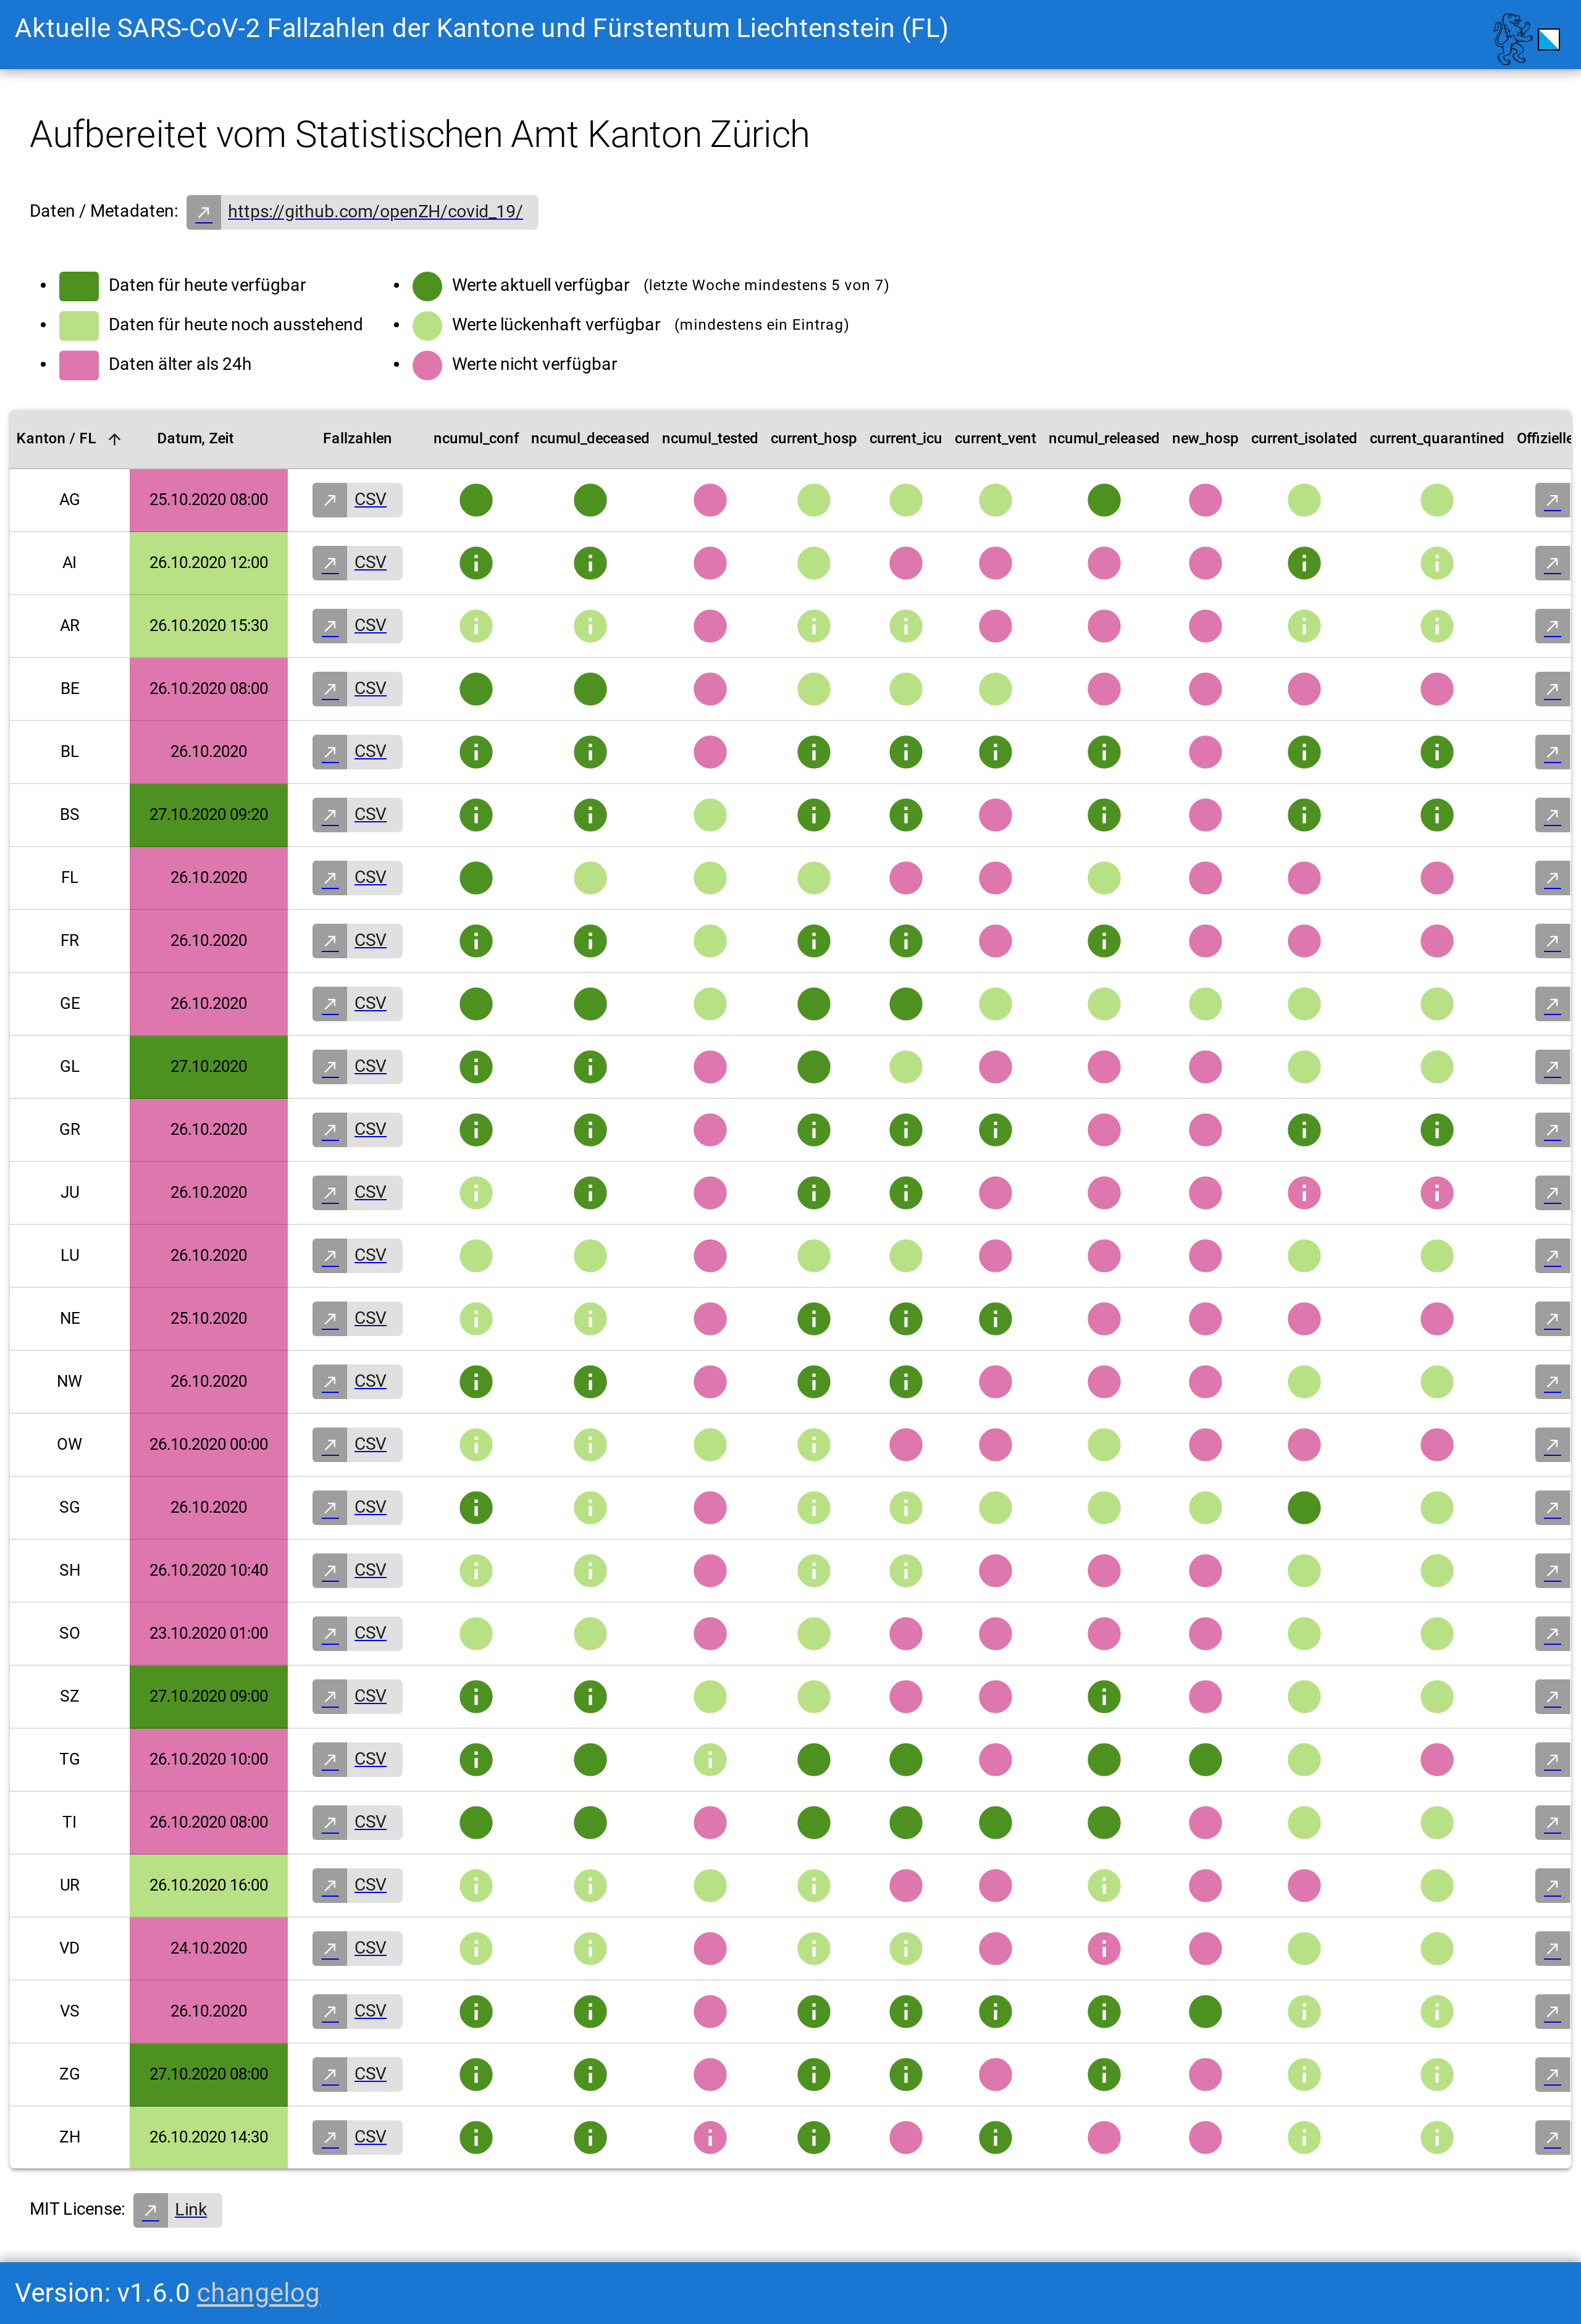 Aktuelle SARS-CoV-2 Fallzahlen der Kantone und Fürstentum Liechtenstein (FL)
Aufbereitet vom Statistischen Amt Kanton Zürich
Daten / Metadaten: https://github.com/openZH/covid_19/
Daten für heute verfügbar
Daten für heute noch ausstehend
Daten älter als 24h
Werte aktuell verfügbar (letzte Woche mindestens 5 von 7)
Werte lückenhaft verfügbar (mindestens ein Eintrag)
Werte nicht verfügbar
Kanton / FL Datum, Zeit Fallzahlen ncumul_conf ncumul_deceased ncumul_tested current_hosp current_icu current_vent ncumul_released new_hosp current_isolated current_quarantined Offizielle
AG 25.10.2020 08:00 CSV
AI 26.10.2020 12:00 CSV
AR 26.10.2020 15:30 CSV
BE 26.10.2020 08:00 CSV
BL 26.10.2020 CSV
BS 27.10.2020 09:20 CSV
FL 26.10.2020 CSV
FR 26.10.2020 CSV
GE 26.10.2020 CSV
GL 27.10.2020 CSV
GR 26.10.2020 CSV
JU 26.10.2020 CSV
LU 26.10.2020 CSV
NE 25.10.2020 CSV
NW 26.10.2020 CSV
OW 26.10.2020 00:00 CSV
SG 26.10.2020 CSV
SH 26.10.2020 10:40 CSV
SO 23.10.2020 01:00 CSV
SZ 27.10.2020 09:00 CSV
TG 26.10.2020 10:00 CSV
TI 26.10.2020 08:00 CSV
UR 26.10.2020 16:00 CSV
VD 24.10.2020 CSV
VS 26.10.2020 CSV
ZG 27.10.2020 08:00 CSV
ZH 26.10.2020 14:30 CSV
MIT License: Link
Version: v1.6.0 changelog